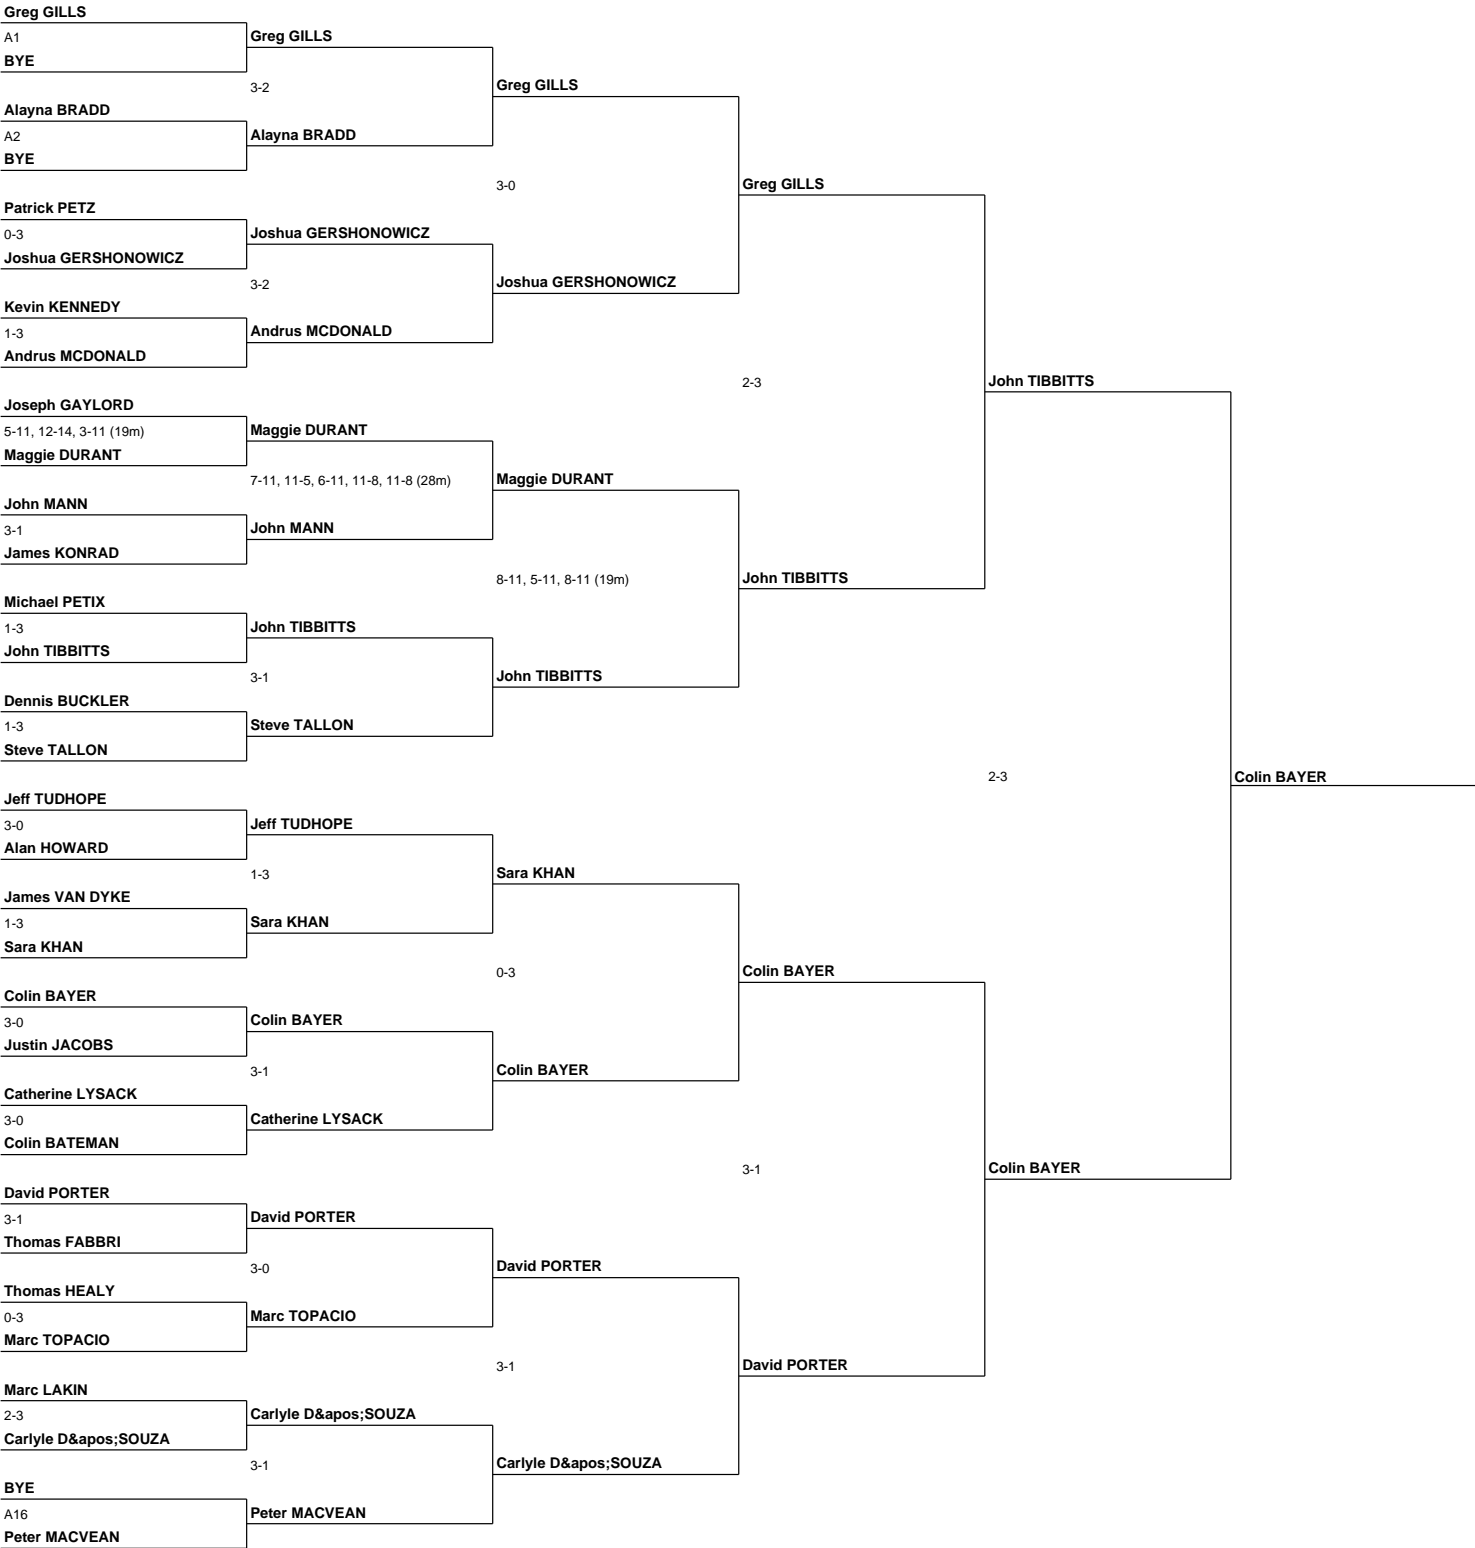 Greg GILLS
A1
BYE
Alayna BRADD
A2
BYE
Patrick PETZ
0-3
Joshua GERSHONOWICZ
Kevin KENNEDY
1-3
Andrus MCDONALD
Joseph GAYLORD
5-11, 12-14, 3-11 (19m)
Maggie DURANT
John MANN
3-1
James KONRAD
Michael PETIX
1-3
John TIBBITTS
Dennis BUCKLER
1-3
Steve TALLON
Jeff TUDHOPE
3-0
Alan HOWARD
James VAN DYKE
1-3
Sara KHAN
Colin BAYER
3-0
Justin JACOBS
Catherine LYSACK
3-0
Colin BATEMAN
David PORTER
3-1
Thomas FABBRI
Thomas HEALY
0-3
Marc TOPACIO
Marc LAKIN
2-3
Carlyle D&apos;SOUZA
BYE
A16
Peter MACVEAN
Greg GILLS
3-2
Alayna BRADD
Joshua GERSHONOWICZ
3-2
Andrus MCDONALD
Maggie DURANT
7-11, 11-5, 6-11, 11-8, 11-8 (28m)
John MANN
John TIBBITTS
3-1
Steve TALLON
Jeff TUDHOPE
1-3
Sara KHAN
Colin BAYER
3-1
Catherine LYSACK
David PORTER
3-0
Marc TOPACIO
Carlyle D&apos;SOUZA
3-1
Peter MACVEAN
Greg GILLS
3-0
Joshua GERSHONOWICZ
Maggie DURANT
8-11, 5-11, 8-11 (19m)
John TIBBITTS
Sara KHAN
0-3
Colin BAYER
David PORTER
3-1
Carlyle D&apos;SOUZA
Greg GILLS
2-3
John TIBBITTS
Colin BAYER
3-1
David PORTER
John TIBBITTS
2-3
Colin BAYER
Colin BAYER